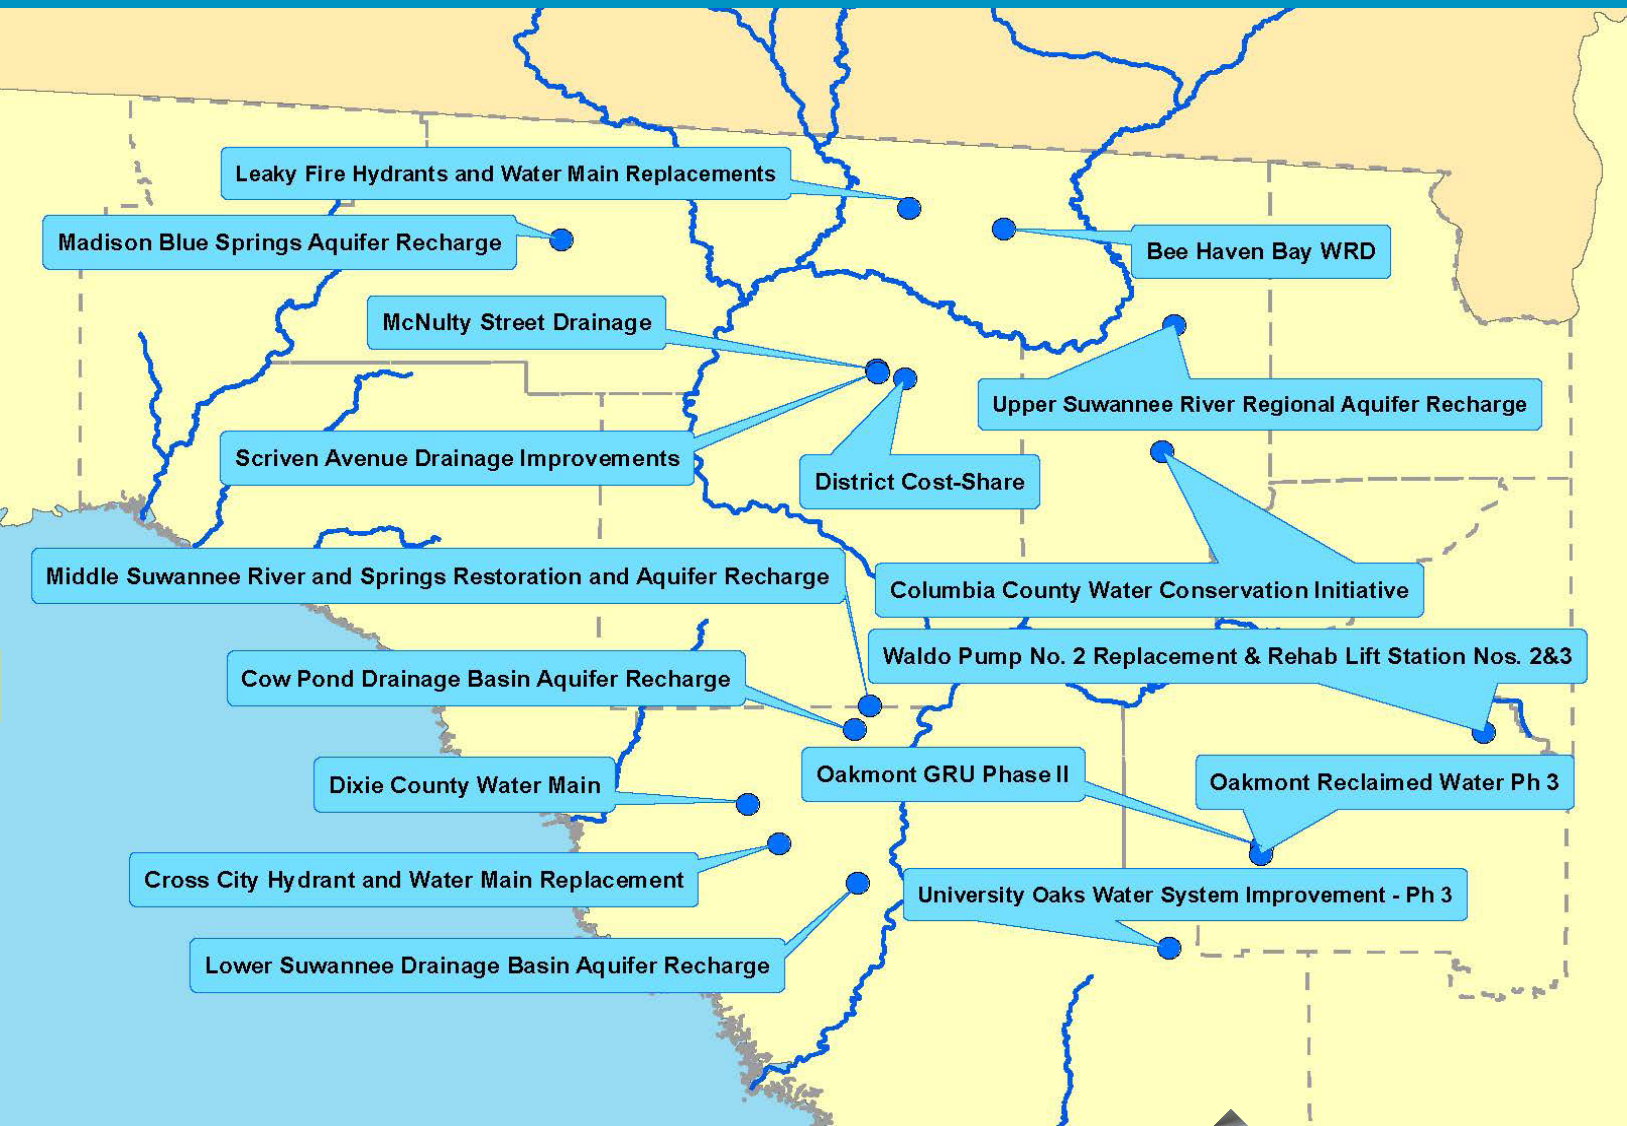 Leaky Fire Hydrants and Water Main Replacements
Madison Blue Springs Aquifer Recharge
Bee Haven Bay WRD
McNulty Street Drainage
Upper Suwannee River Regional Aquifer Recharge
Scriven Avenue Drainage Improvements
District Cost-Share
Middle Suwannee River and Springs Restoration and Aquifer Recharge
Columbia County Water Conservation Initiative
Waldo Pump No. 2 Replacement & Rehab Lift Station Nos. 2&3
Cow Pond Drainage Basin Aquifer Recharge
Oakmont GRU Phase II
Oakmont Reclaimed Water Ph 3
Dixie County Water Main
Cross City Hydrant and Water Main Replacement
University Oaks Water System Improvement - Ph 3
Lower Suwannee Drainage Basin Aquifer Recharge